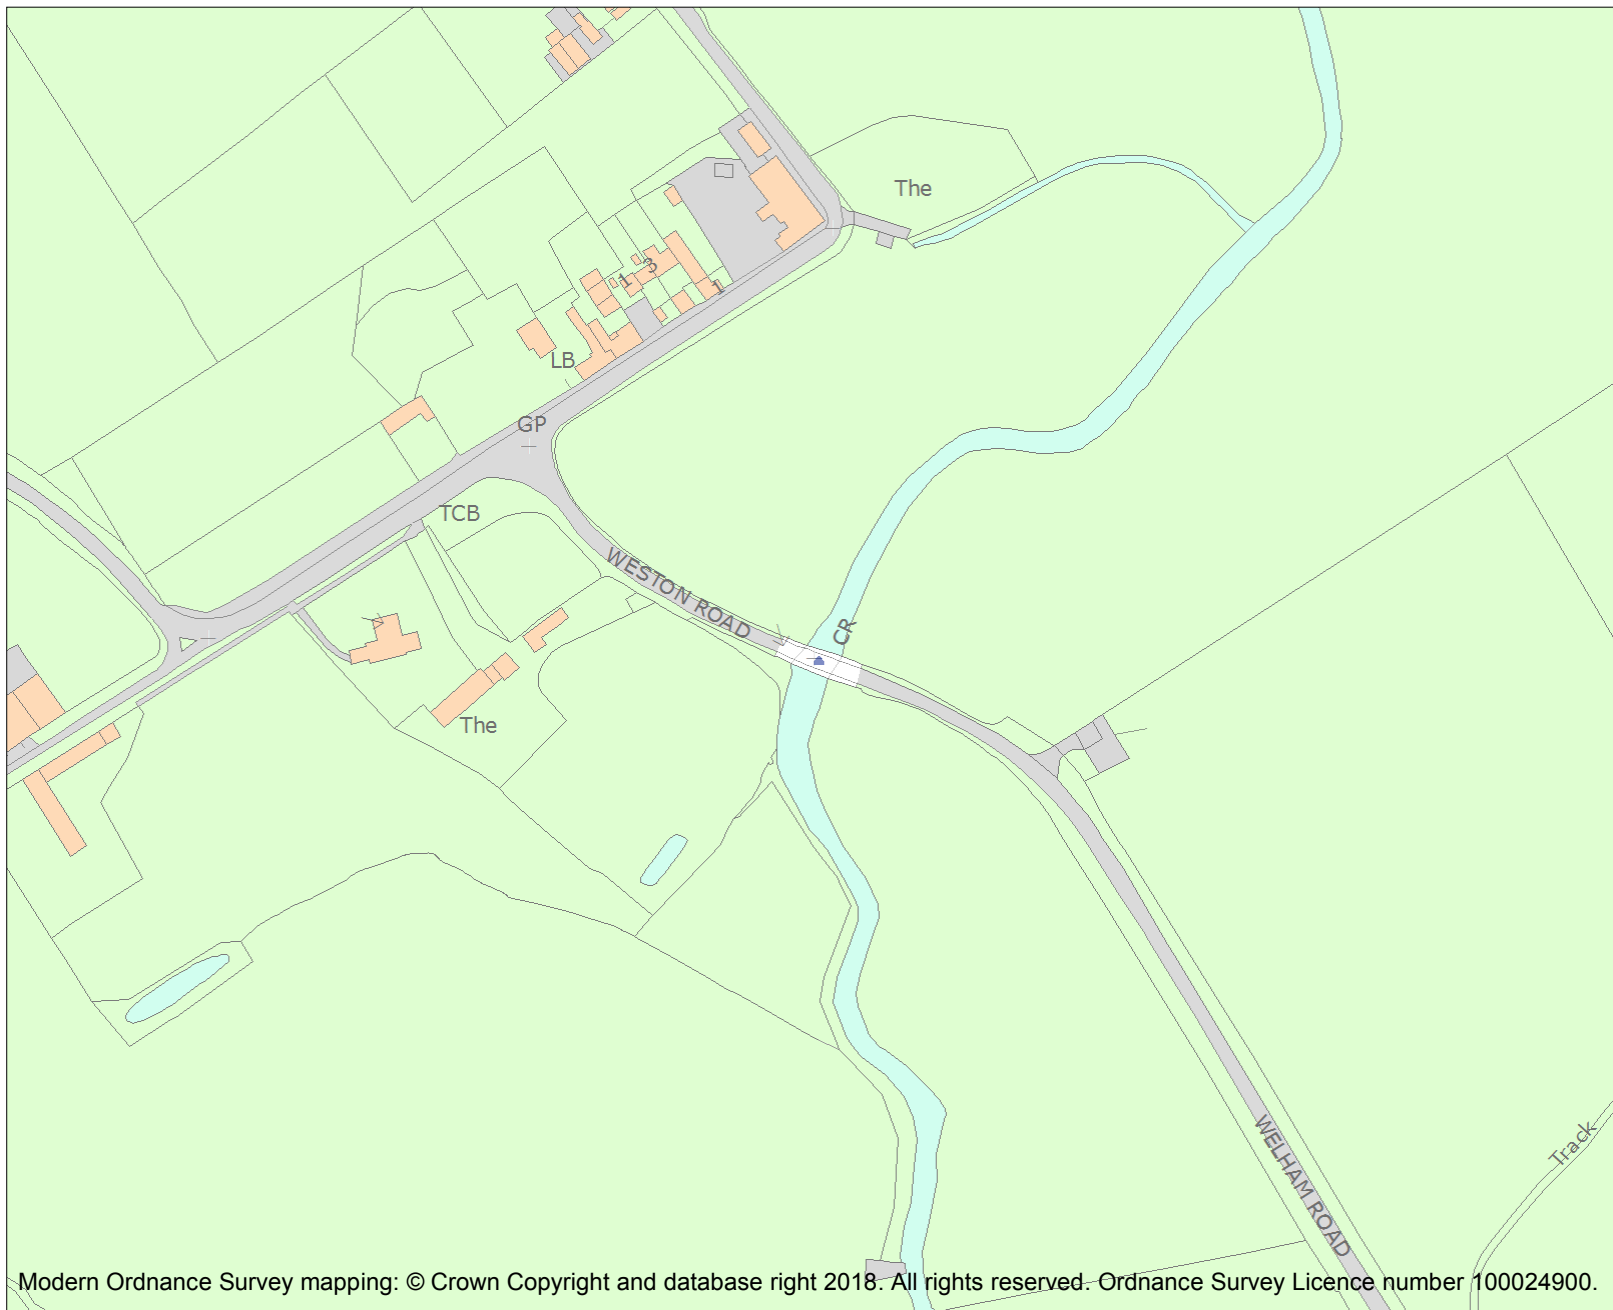 The
3
1
1
LB
GP
TCB
WESTON ROAD
CR
The
Track
WELHAM ROAD
Modern Ordnance Survey mapping: © Crown Copyright and database right 2018. All rights reserved. Ordnance Survey Licence number 100024900.